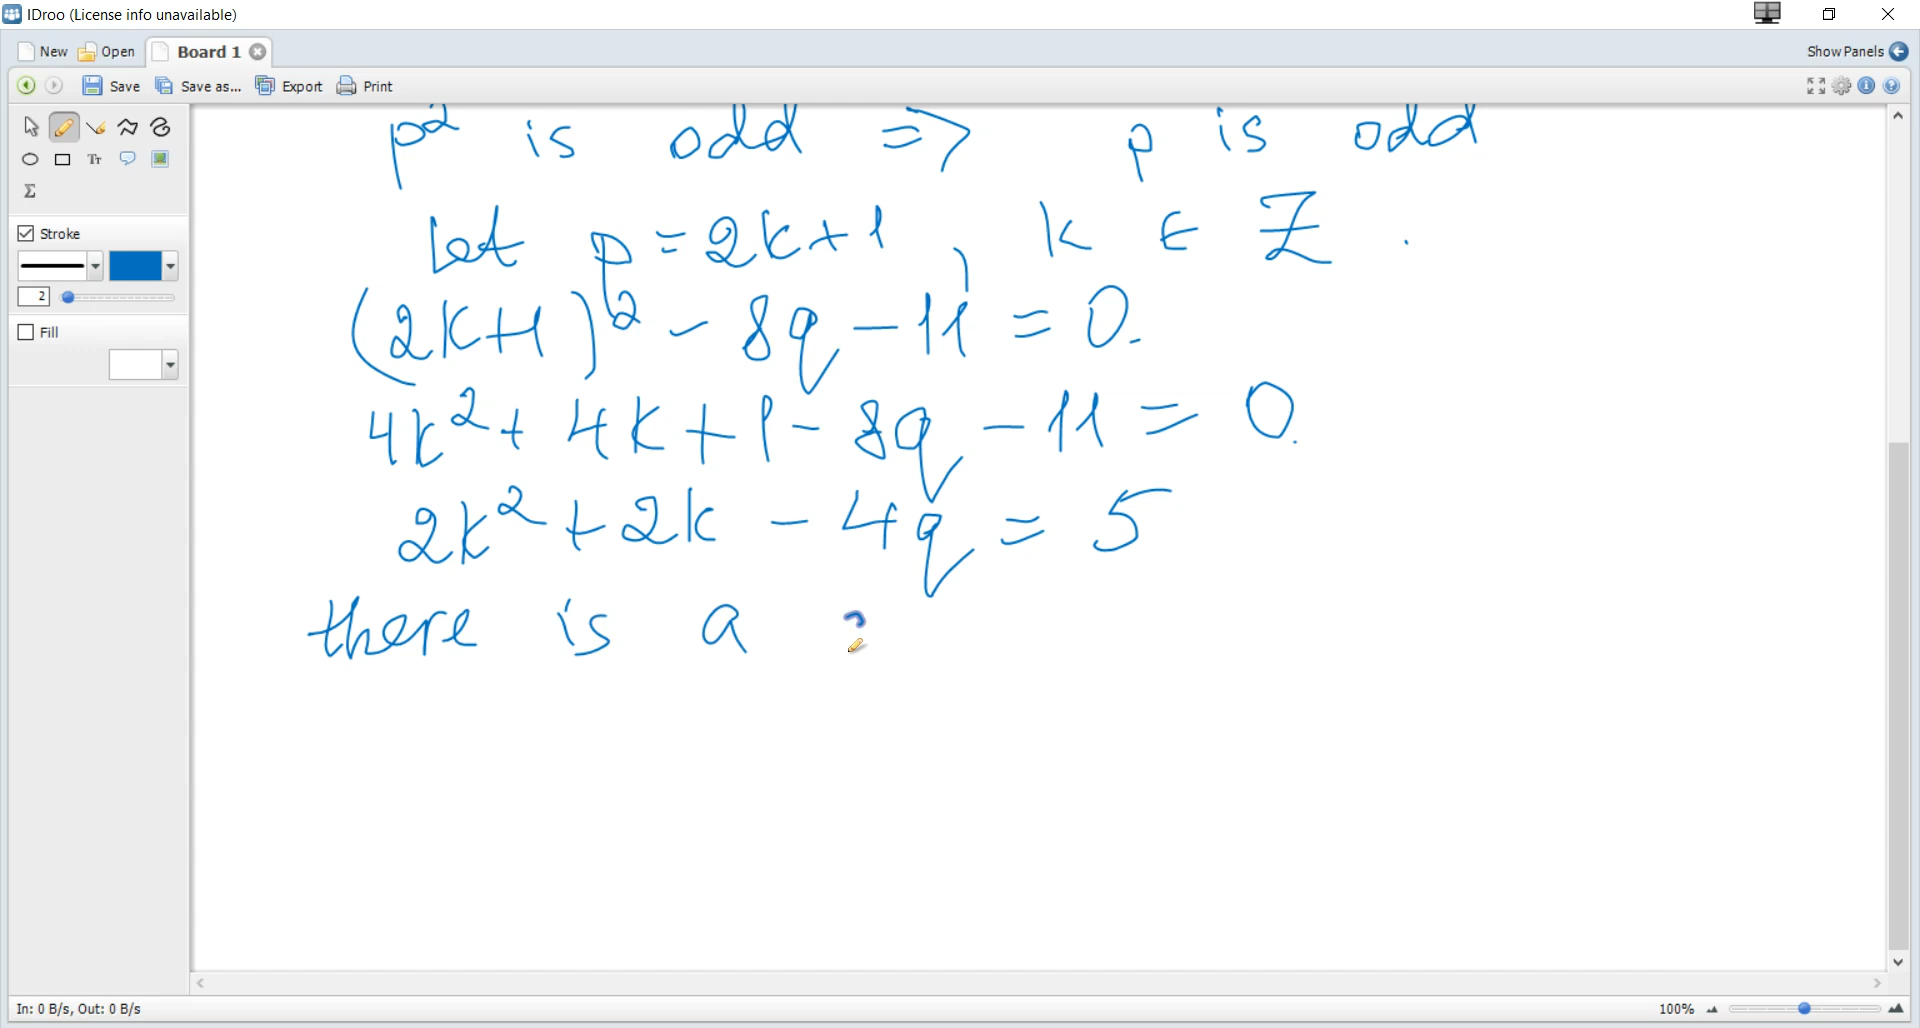 IDroo (License info unavailable)
New Open Board 1 Show Panels
Save Save as... Export Print
Tr
Σ
Stroke
2
Fill
p² is odd => p is odd
Let p = 2k+1, k ∈ ℤ.
(2k+1)² - 8q - 11 = 0.
4k² + 4k + 1 - 8q - 11 = 0.
2k² + 2k - 4q = 5
there is a
In: 0 B/s, Out: 0 B/s 100%